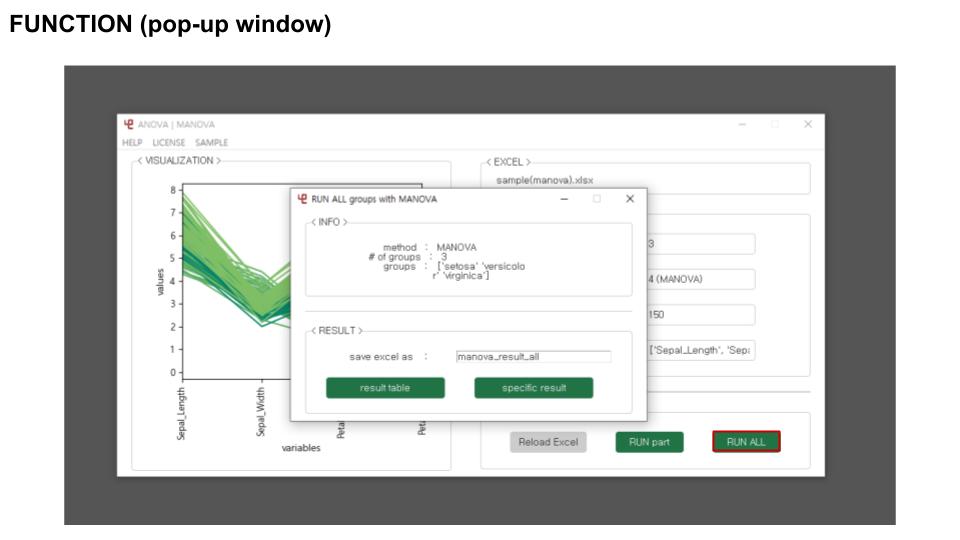 FUNCTION (pop-up window)
ANOVA | MANOVA
HELP LICENSE SAMPLE
< VISUALIZATION >
8
7
6
5
4
3
2
1
0
values
Sepal_Length
Sepal_Width
variables
< EXCEL >
sample(manova).xlsx
3
4 (MANOVA)
150
['Sepal_Length', 'Sepa
Reload Excel
RUN part
RUN ALL
RUN ALL groups with MANOVA
< INFO >
method : MANOVA
# of groups : 3
groups : ['setosa' 'versicolo
r' 'virginica']
< RESULT >
save excel as : manova_result_all
result table
specific result